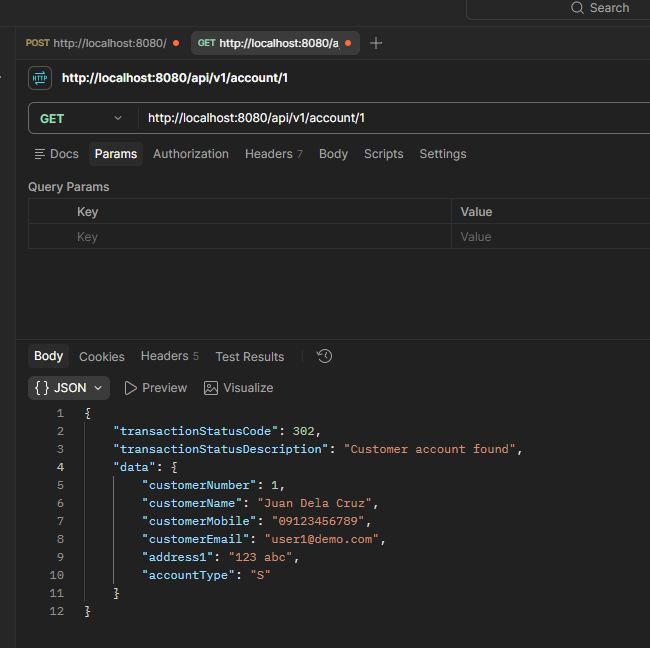 Search
POST http://localhost:8080/ GET http://localhost:8080/a
HTTP http://localhost:8080/api/v1/account/1
GET http://localhost:8080/api/v1/account/1
Docs Params Authorization Headers 7 Body Scripts Settings
Query Params
Key Value
Key Value
Body Cookies Headers 5 Test Results
{} JSON Preview Visualize
1 {
2 "transactionStatusCode": 302,
3 "transactionStatusDescription": "Customer account found",
4 "data": {
5 "customerNumber": 1,
6 "customerName": "Juan Dela Cruz",
7 "customerMobile": "09123456789",
8 "customerEmail": "user1@demo.com",
9 "address1": "123 abc",
10 "accountType": "S"
11 }
12 }